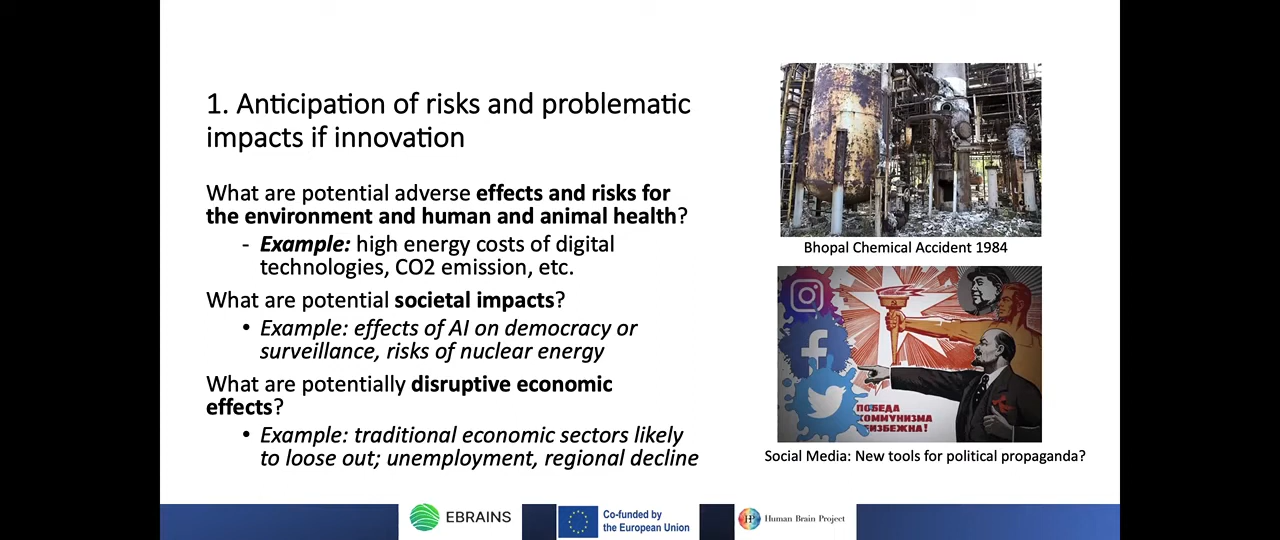 1. Anticipation of risks and problematic
impacts if innovation
What are potential adverse effects and risks for
the environment and human and animal health?
- Example: high energy costs of digital
technologies, CO2 emission, etc.
What are potential societal impacts?
• Example: effects of AI on democracy or
surveillance, risks of nuclear energy
What are potentially disruptive economic
effects?
• Example: traditional economic sectors likely
to loose out; unemployment, regional decline
Bhopal Chemical Accident 1984
ПОБЕДА
КОММУНИЗМА
НЕИЗБЕЖНА!
Social Media: New tools for political propaganda?
EBRAINS
Co-funded by
the European Union
HP
Human Brain Project